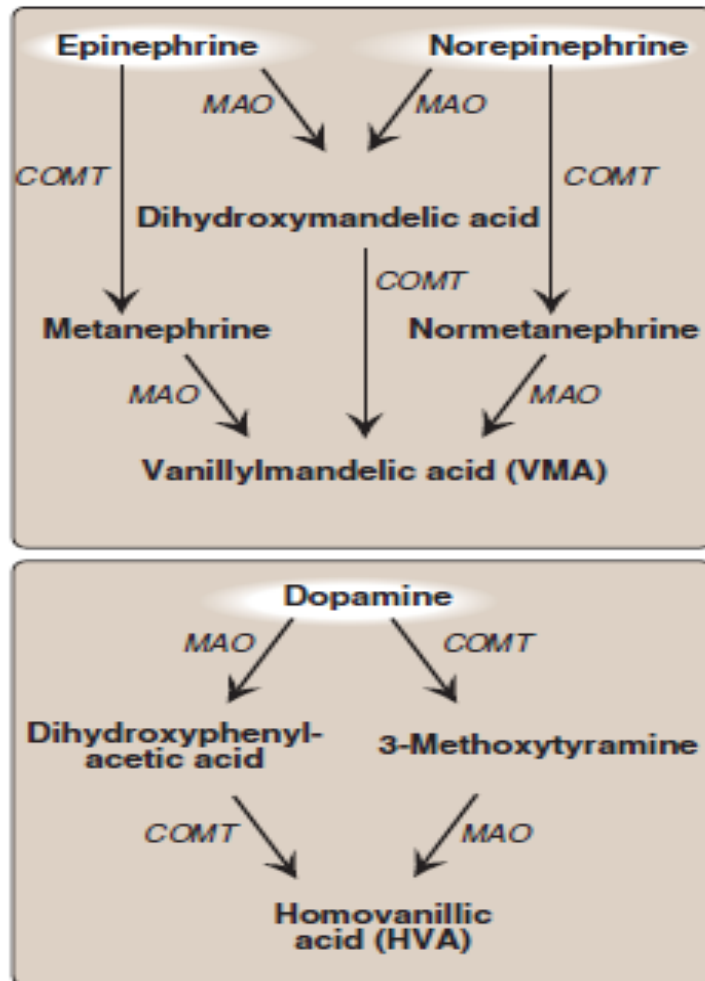 Epinephrine Norepinephrine
MAO MAO
COMT COMT
Dihydroxymandelic acid
COMT
Metanephrine Normetanephrine
MAO MAO
Vanillylmandelic acid (VMA)
Dopamine
MAO COMT
Dihydroxyphenyl-
acetic acid
3-Methoxytyramine
COMT MAO
Homovanillic
acid (HVA)